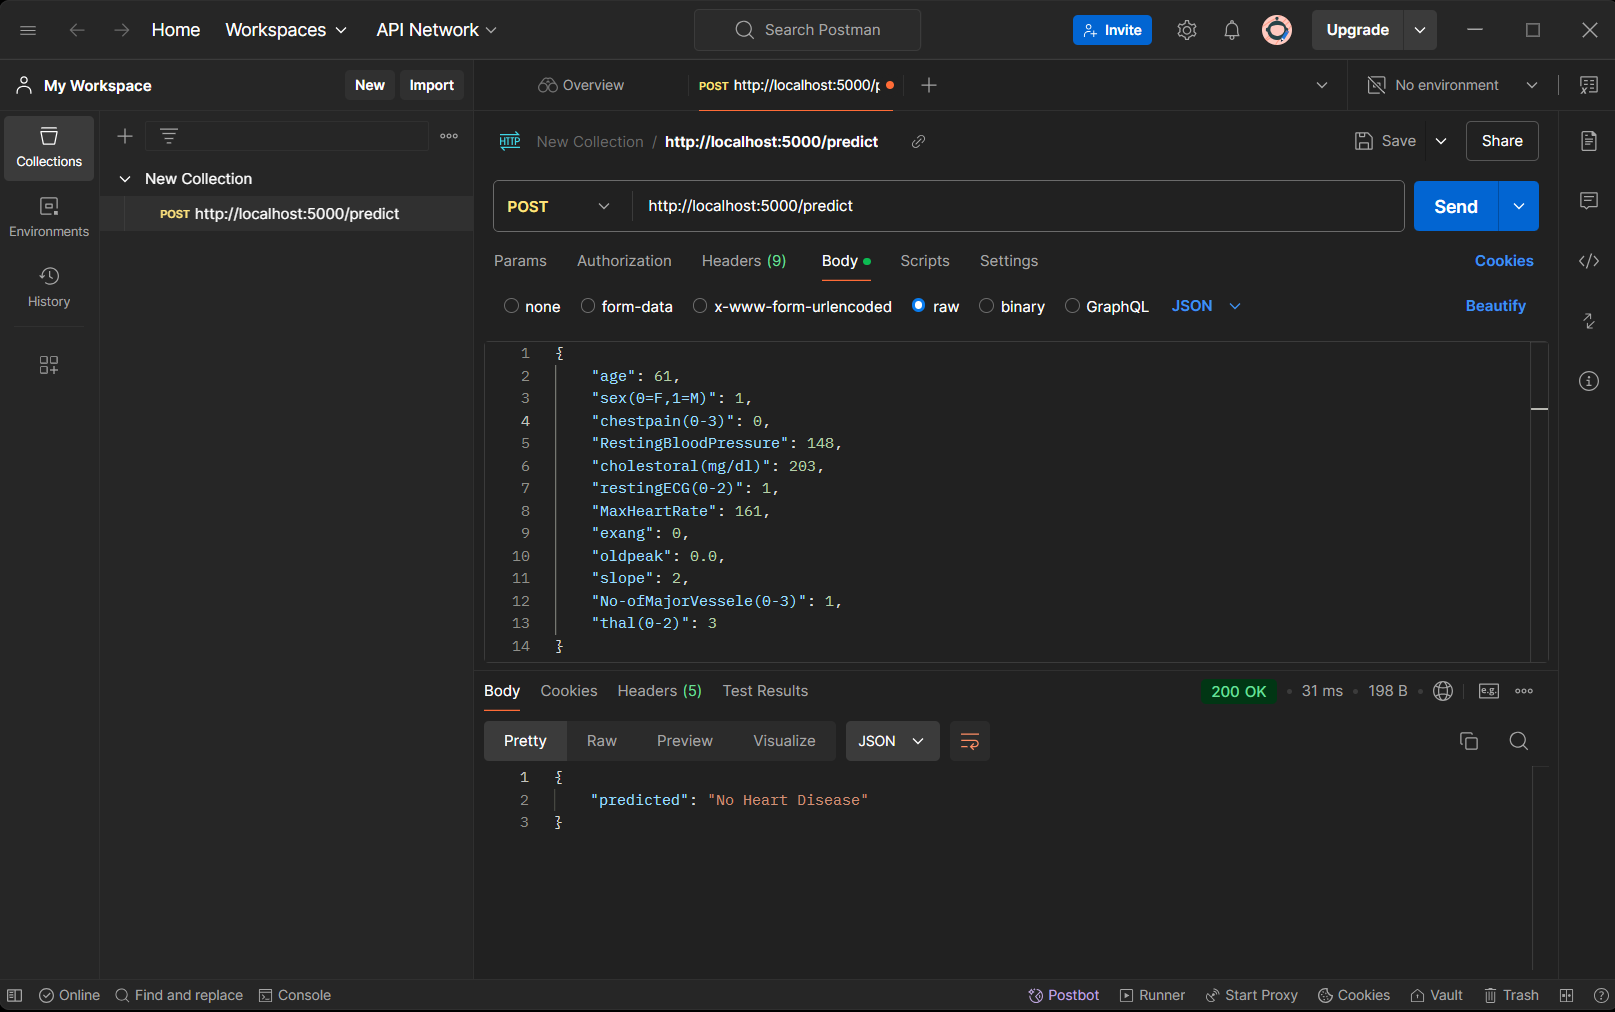 Home Workspaces API Network Search Postman Invite Upgrade
My Workspace New Import Overview POST http://localhost:5000/p No environment
Collections
Environments
History
New Collection
POST http://localhost:5000/predict
HTTP New Collection / http://localhost:5000/predict Save Share
POST http://localhost:5000/predict Send
Params Authorization Headers (9) Body Scripts Settings Cookies
none form-data x-www-form-urlencoded raw binary GraphQL JSON Beautify
1 {
2 "age": 61,
3 "sex(0=F,1=M)": 1,
4 "chestpain(0-3)": 0,
5 "RestingBloodPressure": 148,
6 "cholestoral(mg/dl)": 203,
7 "restingECG(0-2)": 1,
8 "MaxHeartRate": 161,
9 "exang": 0,
10 "oldpeak": 0.0,
11 "slope": 2,
12 "No-ofMajorVessele(0-3)": 1,
13 "thal(0-2)": 3
14 }
Body Cookies Headers (5) Test Results 200 OK • 31 ms • 198 B • e.g.
Pretty Raw Preview Visualize JSON
1 {
2 "predicted": "No Heart Disease"
3 }
Online Find and replace Console Postbot Runner Start Proxy Cookies Vault Trash